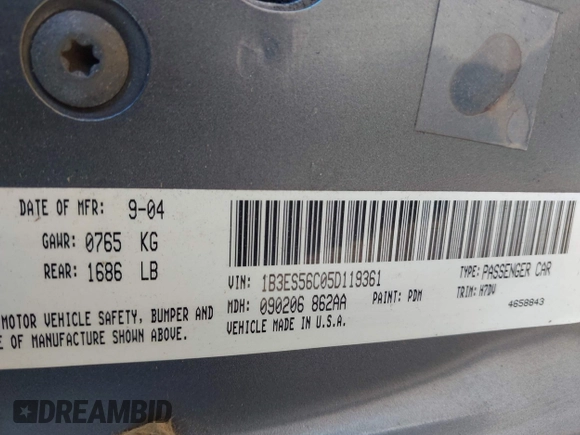 DATE OF MFR: 9-04
GAWR: 0765 KG
REAR: 1686 LB
MOTOR VEHICLE SAFETY, BUMPER AND
E OF MANUFACTURE SHOWN ABOVE.
VIN: 1B3ES56C05D119361
TYPE: PASSENGER CAR
MDH: 090206 862AA PAINT: PDM TRIM: H7DV
VEHICLE MADE IN U.S.A.
4658843
DREAMBID